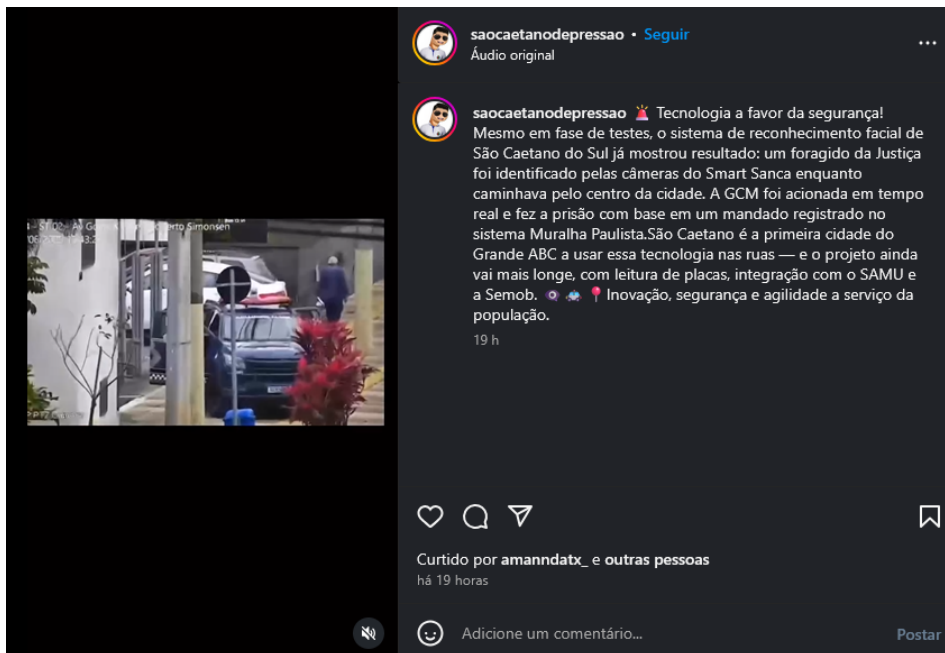 saocaetanodepressao • Seguir
Áudio original
saocaetanodepressao 🚨 Tecnologia a favor da segurança!
Mesmo em fase de testes, o sistema de reconhecimento facial de
São Caetano do Sul já mostrou resultado: um foragido da Justiça
foi identificado pelas câmeras do Smart Sanca enquanto
caminhava pelo centro da cidade. A GCM foi acionada em tempo
real e fez a prisão com base em um mandado registrado no
sistema Muralha Paulista.São Caetano é a primeira cidade do
Grande ABC a usar essa tecnologia nas ruas — e o projeto ainda
vai mais longe, com leitura de placas, integração com o SAMU e
a Semob. 👁️ 🚓 📍 Inovação, segurança e agilidade a serviço da
população.
19 h
Simonsen
Curtido por amanndatx_ e outras pessoas
há 19 horas
Adicione um comentário...
Postar